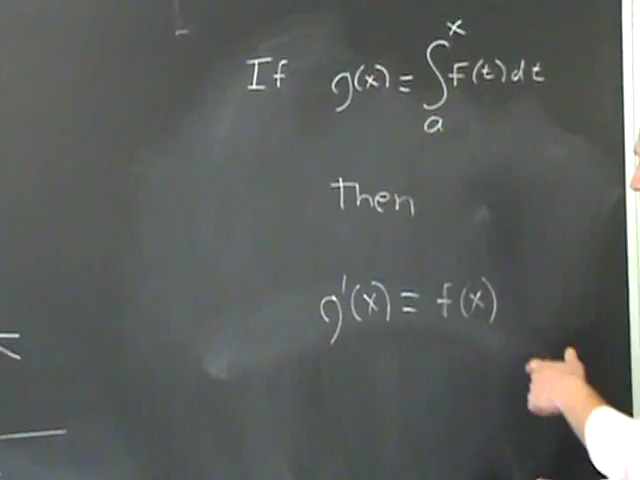 If g(x) = ∫ₐˣ f(t) dt
then
g'(x) = f(x)